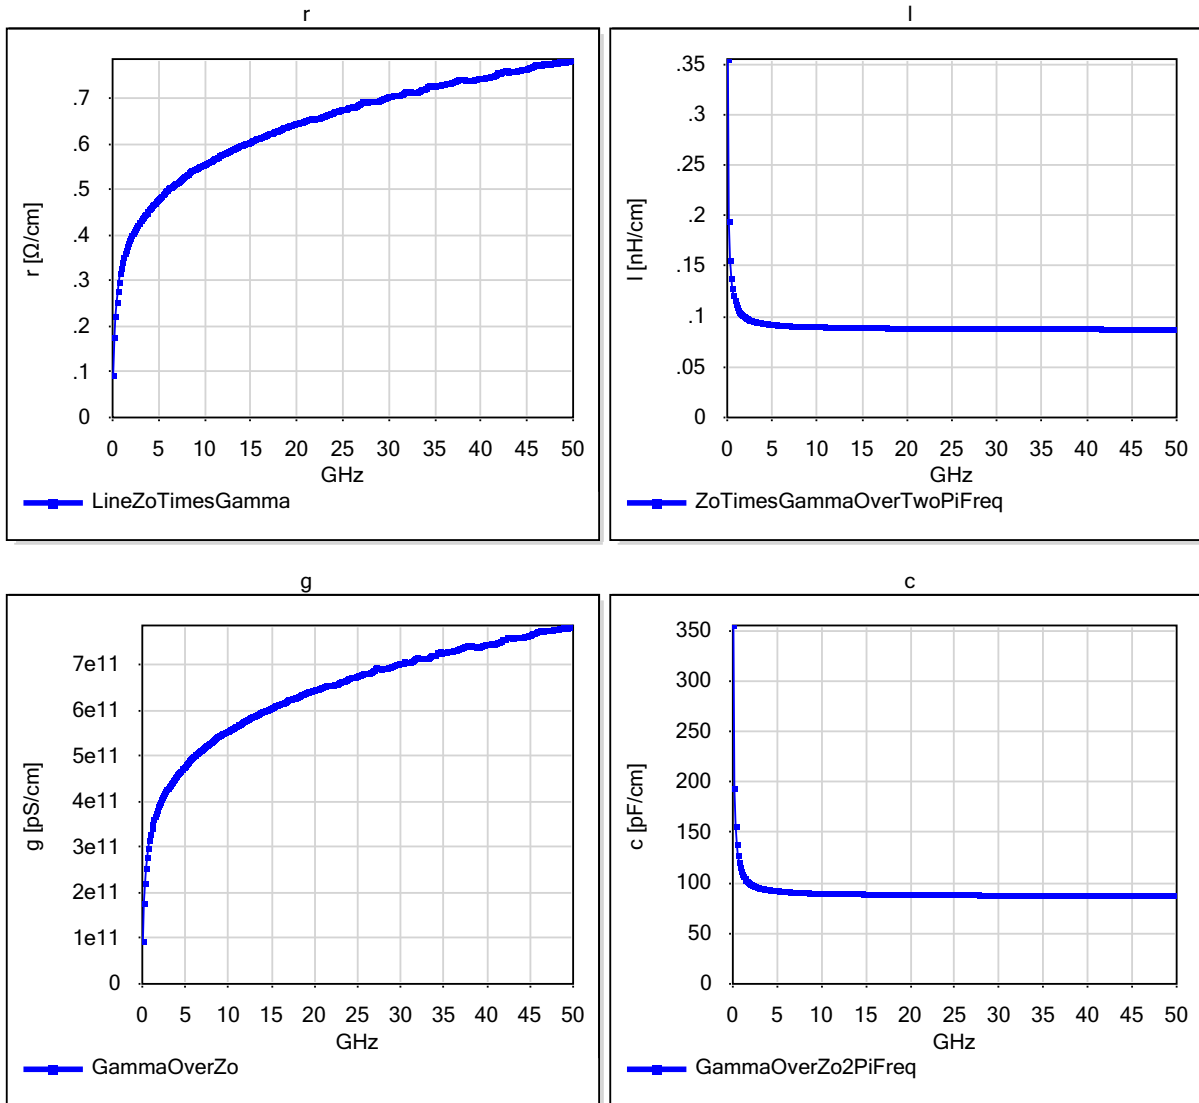 r
.7
.6
.5
.4
.3
.2
.1
0
r [Ω/cm]
0 5 10 15 20 25 30 35 40 45 50
GHz
LineZoTimesGamma
l
.35
.3
.25
.2
.15
.1
.05
0
l [nH/cm]
0 5 10 15 20 25 30 35 40 45 50
GHz
ZoTimesGammaOverTwoPiFreq
g
7e11
6e11
5e11
4e11
3e11
2e11
1e11
0
g [pS/cm]
0 5 10 15 20 25 30 35 40 45 50
GHz
GammaOverZo
c
350
300
250
200
150
100
50
0
c [pF/cm]
0 5 10 15 20 25 30 35 40 45 50
GHz
GammaOverZo2PiFreq